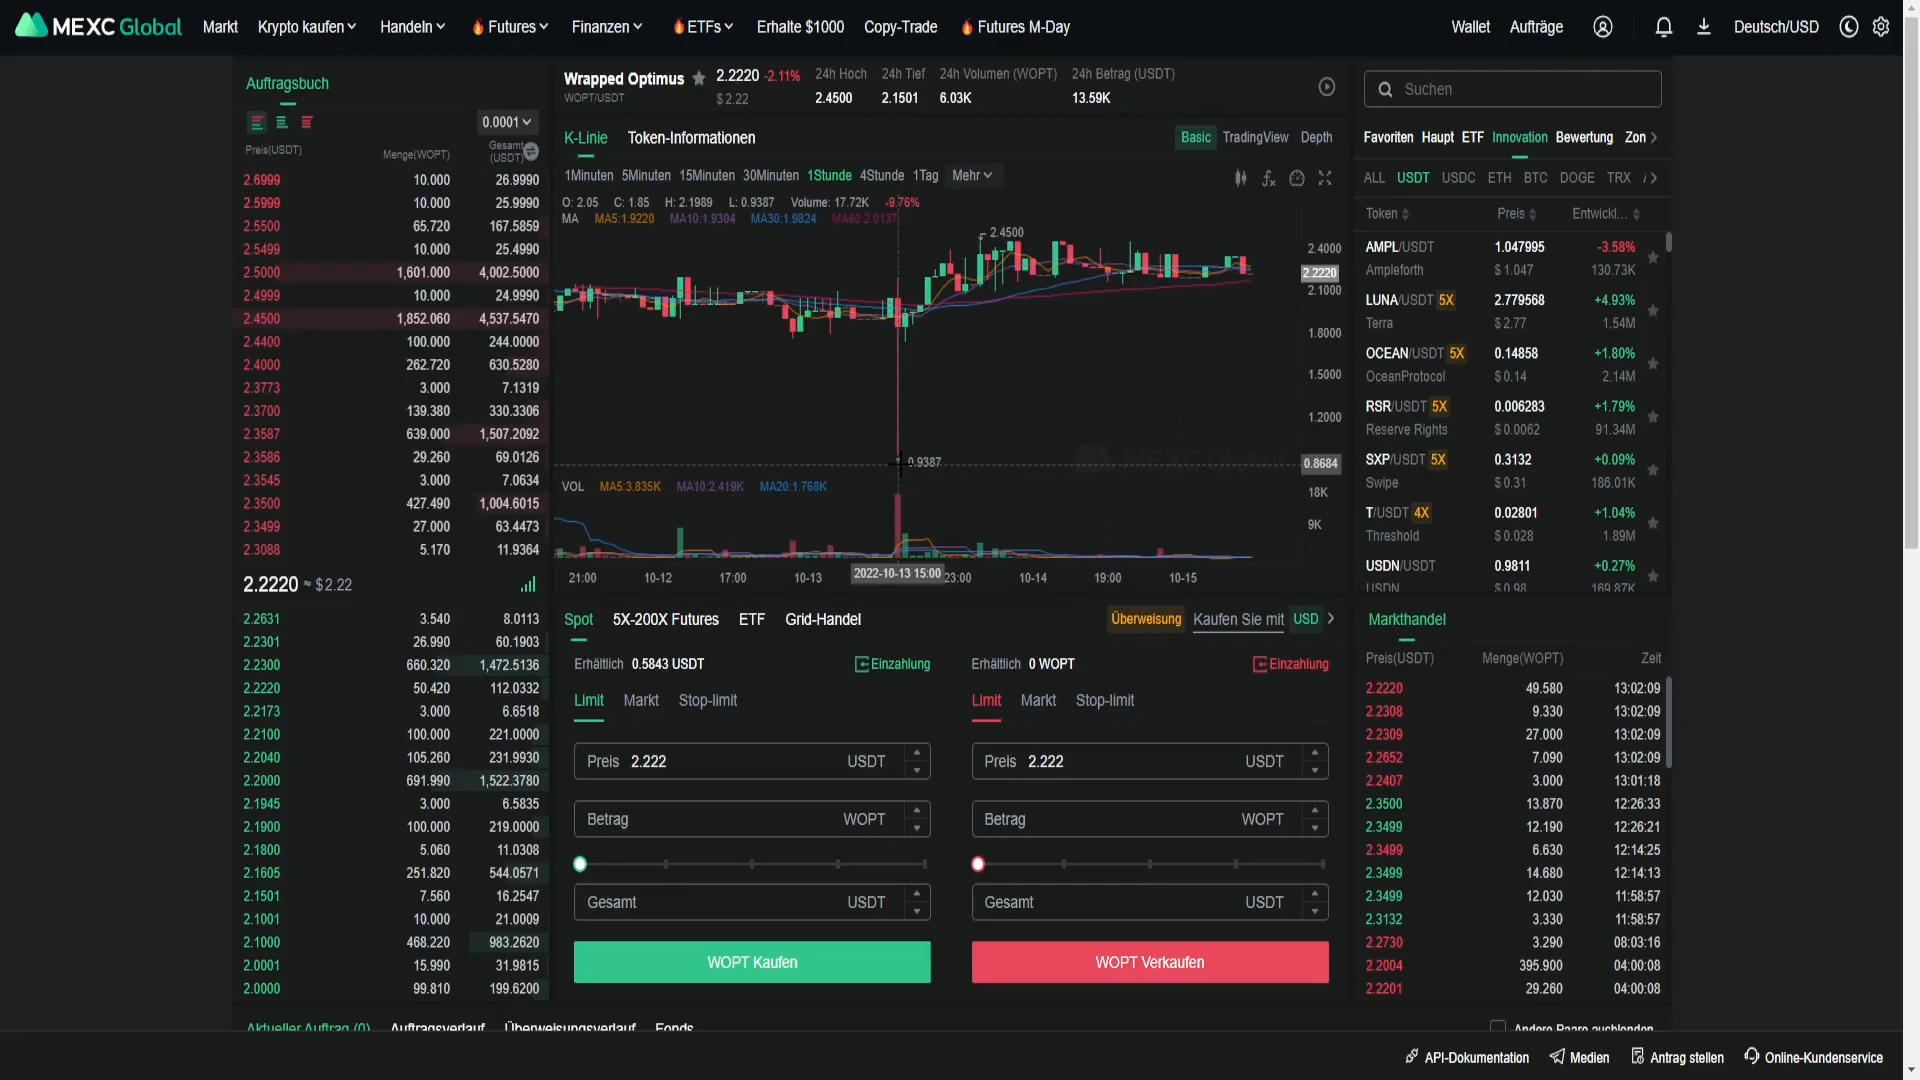 MEXC Global Markt Krypto kaufen Handeln Futures Finanzen ETFs Erhalte $1000 Copy-Trade Futures M-Day Wallet Aufträge Deutsch/USD
Auftragsbuch
0.0001
Preis(USDT) Menge(WOPT) Gesamt (USDT)
2.6999 10.000 26.9990
2.5999 10.000 25.9990
2.5500 65.720 167.5859
2.5499 10.000 25.4990
2.5000 1,601.000 4,002.5000
2.4999 10.000 24.9990
2.4500 1,852.060 4,537.5470
2.4400 100.000 244.0000
2.4000 262.720 630.5280
2.3773 3.000 7.1319
2.3700 139.380 330.3306
2.3587 639.000 1,507.2092
2.3586 29.260 69.0126
2.3545 3.000 7.0634
2.3500 427.490 1,004.6015
2.3499 27.000 63.4473
2.3088 5.170 11.9364
2.2220 ≈ $2.22
2.2631 3.540 8.0113
2.2301 26.990 60.1903
2.2300 660.320 1,472.5136
2.2220 50.420 112.0332
2.2173 3.000 6.6518
2.2100 100.000 221.0000
2.2040 105.260 231.9930
2.2000 691.990 1,522.3780
2.1945 3.000 6.5835
2.1900 100.000 219.0000
2.1800 5.060 11.0308
2.1605 251.820 544.0571
2.1501 7.560 16.2547
2.1001 10.000 21.0009
2.1000 468.220 983.2620
2.0001 15.990 31.9815
2.0000 99.810 199.6200
Wrapped Optimus 2.2220 -2.11% 24h Hoch 24h Tief 24h Volumen (WOPT) 24h Betrag (USDT)
WOPT/USDT $ 2.22 2.4500 2.1501 6.03K 13.59K
K-Linie Token-Informationen Basic TradingView Depth
1Minuten 5Minuten 15Minuten 30Minuten 1Stunde 4Stunde 1Tag Mehr
O: 2.05 C: 1.85 H: 2.1989 L: 0.9387 Volume: 17.72K -9.76%
MA MA5:1.9220 MA10:1.9304 MA30:1.9824 MA60:2.0137
2.4500
2.4000
2.2220
2.1000
1.8000
1.5000
1.2000
0.9387
MEXC Global
0.8684
VOL MA5:3.835K MA10:2.419K MA20:1.768K
18K
9K
21:00 10-12 17:00 10-13 2022-10-13 15:00 23:00 10-14 19:00 10-15
Spot 5X-200X Futures ETF Grid-Handel Überweisung Kaufen Sie mit USD
Erhältlich 0.5843 USDT Einzahlung
Limit Markt Stop-limit
Preis 2.222 USDT
Betrag WOPT
Gesamt USDT
WOPT Kaufen
Erhältlich 0 WOPT Einzahlung
Limit Markt Stop-limit
Preis 2.222 USDT
Betrag WOPT
Gesamt USDT
WOPT Verkaufen
Suchen
Favoriten Haupt ETF Innovation Bewertung Zon
ALL USDT USDC ETH BTC DOGE TRX
Token Preis Entwickl...
AMPL/USDT 1.047995 -3.58%
Ampleforth $ 1.047 130.73K
LUNA/USDT 5X 2.779568 +4.93%
Terra $ 2.77 1.54M
OCEAN/USDT 5X 0.14858 +1.80%
OceanProtocol $ 0.14 2.14M
RSR/USDT 5X 0.006283 +1.79%
Reserve Rights $ 0.0062 91.34M
SXP/USDT 5X 0.3132 +0.09%
Swipe $ 0.31 186.01K
T/USDT 4X 0.02801 +1.04%
Threshold $ 0.028 1.89M
USDN/USDT 0.9811 +0.27%
USDN $ 0.98 169.87K
Markthandel
Preis(USDT) Menge(WOPT) Zeit
2.2220 49.580 13:02:09
2.2308 9.330 13:02:09
2.2309 27.000 13:02:09
2.2652 7.090 13:02:09
2.2407 3.000 13:01:18
2.3500 13.870 12:26:33
2.3499 12.190 12:26:21
2.3499 6.630 12:14:25
2.3499 14.680 12:14:13
2.3499 12.030 11:58:57
2.3132 3.330 11:58:57
2.2730 3.290 08:03:16
2.2004 395.900 04:00:08
2.2201 29.260 04:00:08
Aktueller Auftrag (0) Auftragsverlauf Überweisungsverlauf Fonds Andere Paare ausblenden
API-Dokumentation Medien Antrag stellen Online-Kundenservice